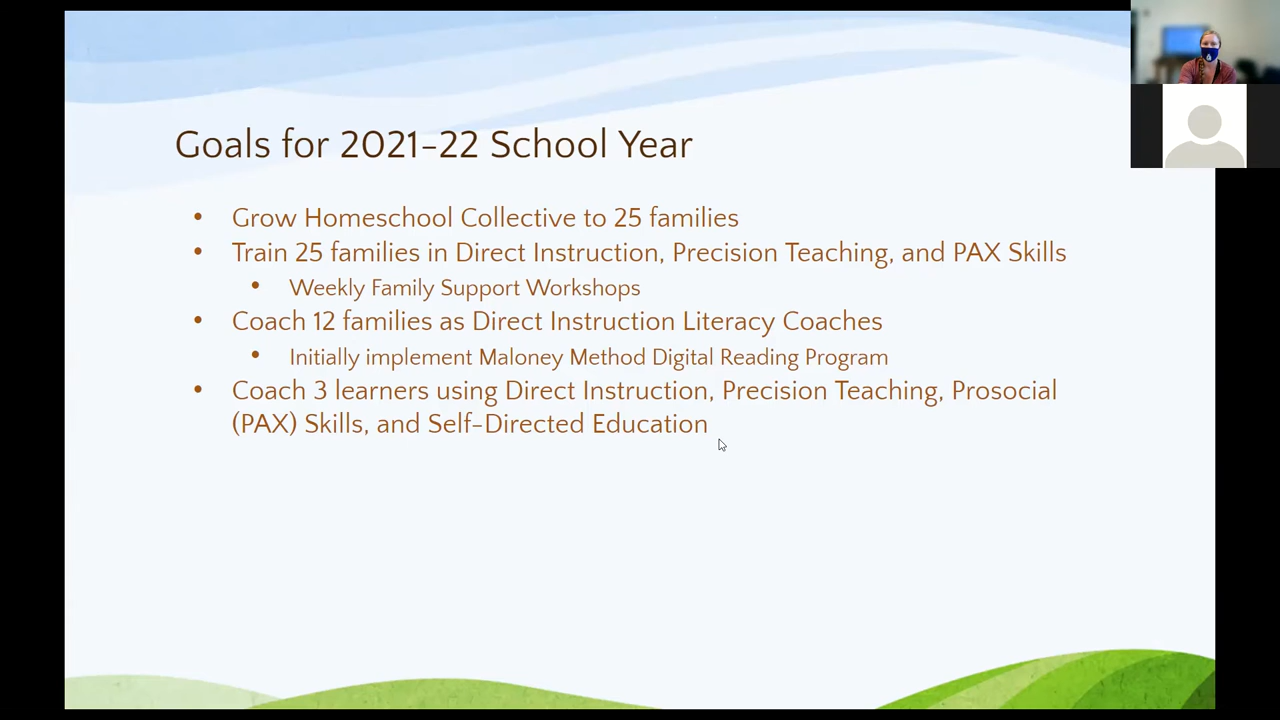 Goals for 2021-22 School Year
• Grow Homeschool Collective to 25 families
• Train 25 families in Direct Instruction, Precision Teaching, and PAX Skills
• Weekly Family Support Workshops
• Coach 12 families as Direct Instruction Literacy Coaches
• Initially implement Maloney Method Digital Reading Program
• Coach 3 learners using Direct Instruction, Precision Teaching, Prosocial
(PAX) Skills, and Self-Directed Education